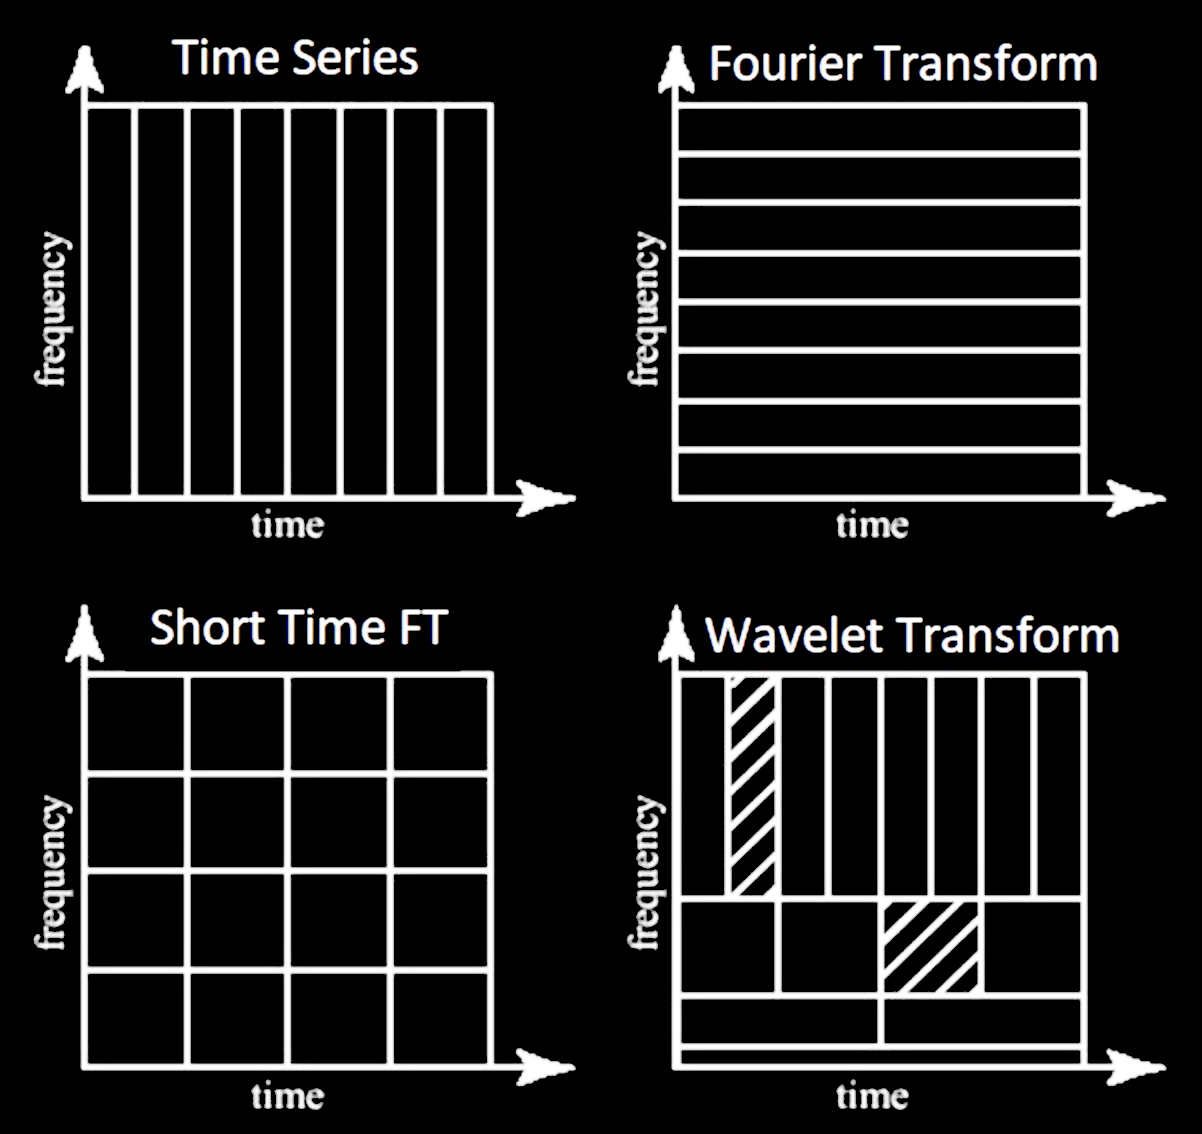 Time Series
frequency
time
Fourier Transform
frequency
time
Short Time FT
frequency
time
Wavelet Transform
frequency
time